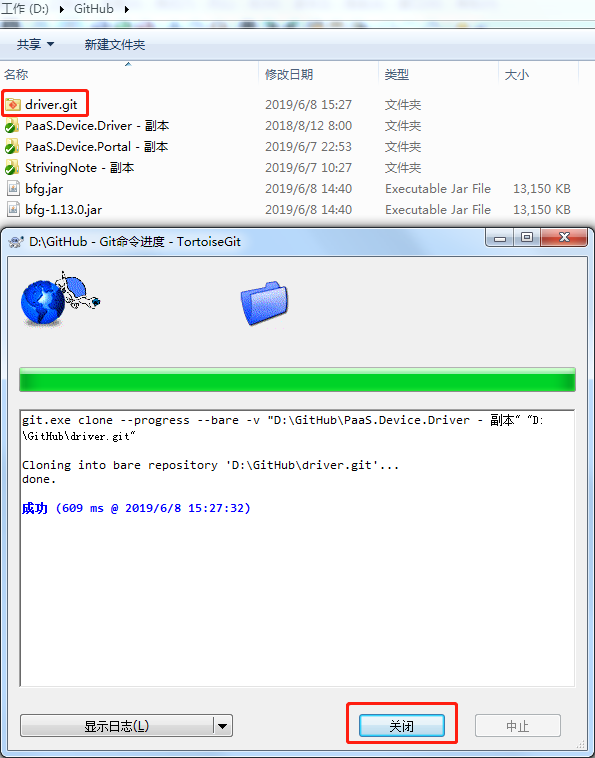 工作 (D:) ▸ GitHub ▸
共享 ▼ 新建文件夹
名称 修改日期 类型 大小
driver.git 2019/6/8 15:27 文件夹
PaaS.Device.Driver - 副本 2018/8/12 8:00 文件夹
PaaS.Device.Portal - 副本 2019/6/7 22:53 文件夹
StrivingNote - 副本 2019/6/7 10:27 文件夹
bfg.jar 2019/6/8 14:40 Executable Jar File 13,150 KB
bfg-1.13.0.jar 2019/6/8 14:40 Executable Jar File 13,150 KB
D:\GitHub - Git命令进度 - TortoiseGit
git.exe clone --progress --bare -v "D:\GitHub\PaaS.Device.Driver - 副本" "D:
\GitHub\driver.git"
Cloning into bare repository 'D:\GitHub\driver.git'...
done.
成功 (609 ms @ 2019/6/8 15:27:32)
显示日志(L) 关闭 中止